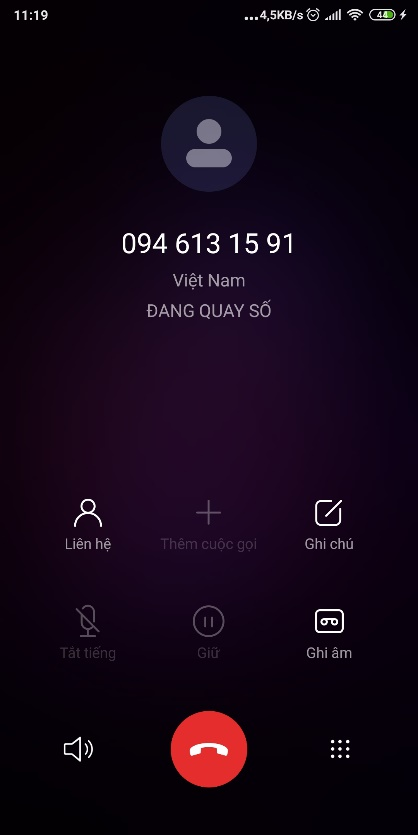 11:19
...4,5KB/s
44
094 613 15 91
Việt Nam
ĐANG QUAY SỐ
Liên hệ
Thêm cuộc gọi
Ghi chú
Tắt tiếng
Giữ
Ghi âm